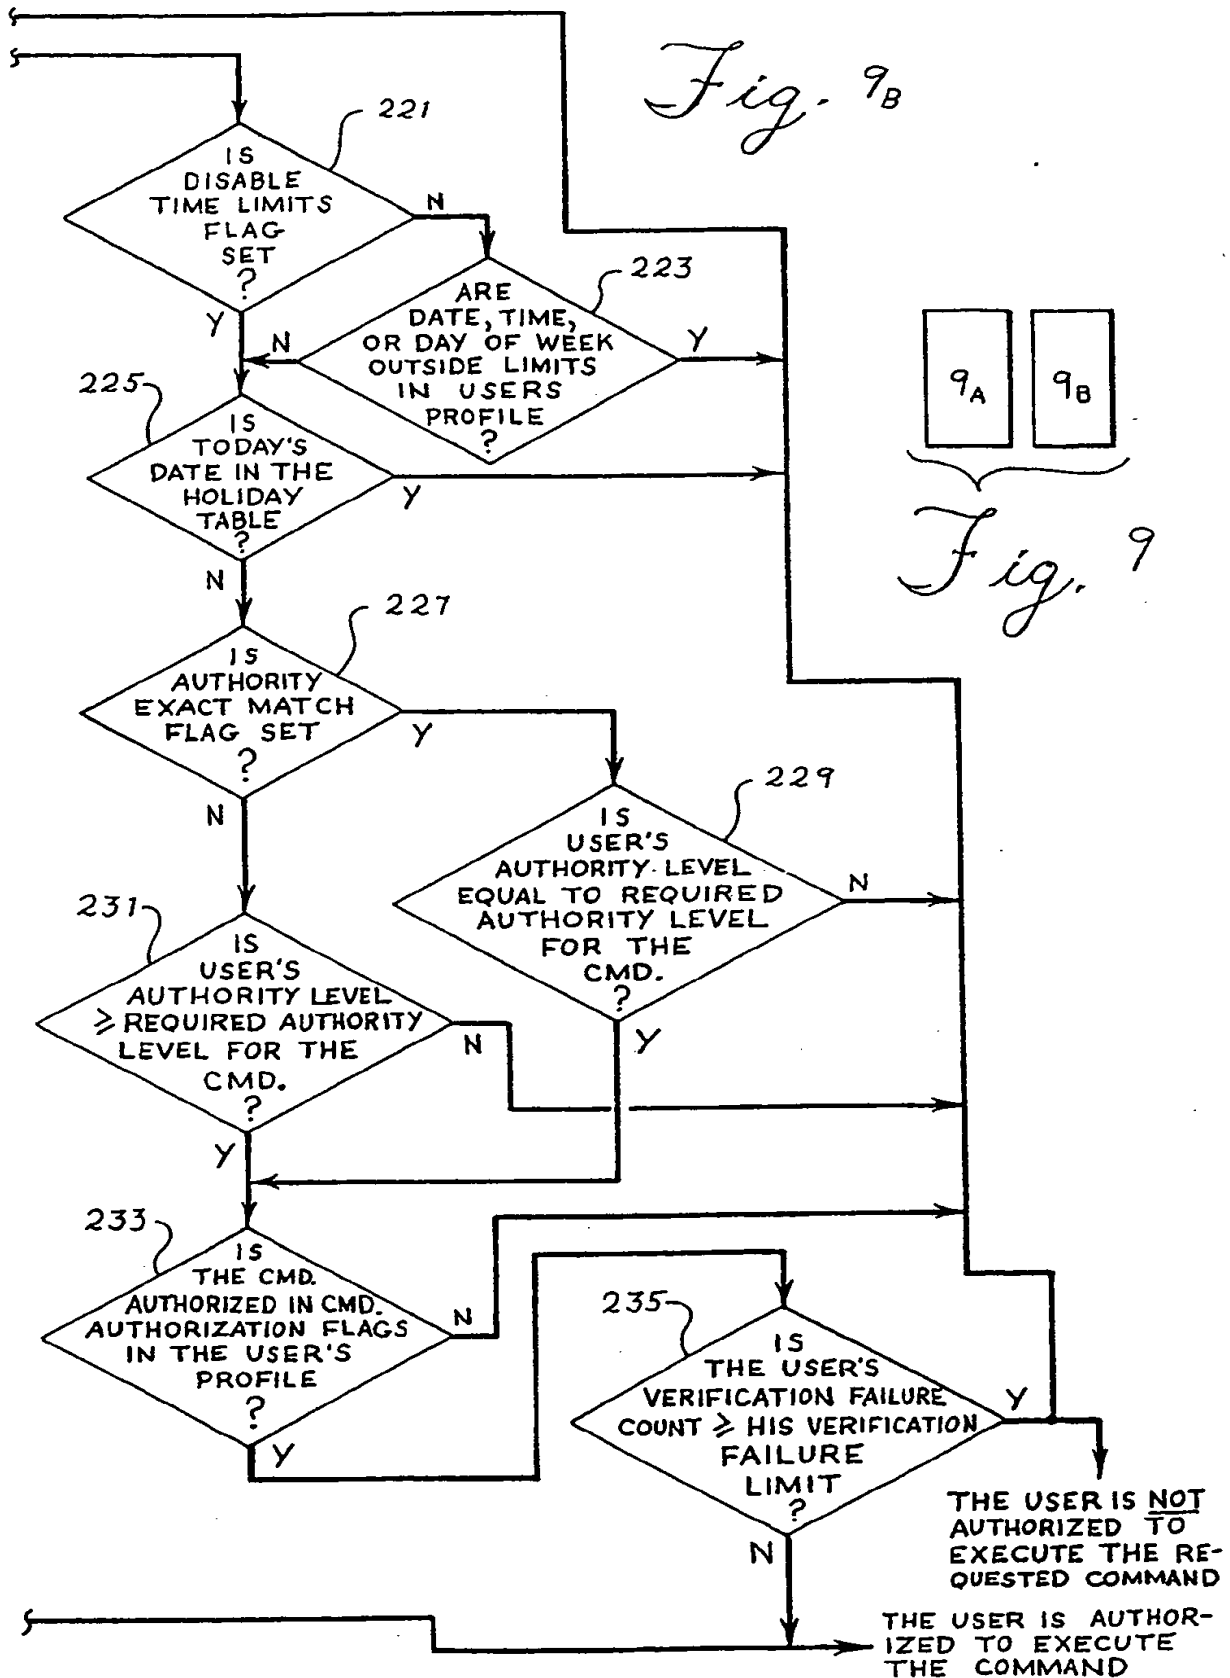 Fig. 9B
221
IS
DISABLE
TIME LIMITS
FLAG
SET
?
N
Y
223
ARE
DATE, TIME,
OR DAY OF WEEK
OUTSIDE LIMITS
IN USERS
PROFILE
?
N
Y
9A
9B
Fig. 9
225
IS
TODAY'S
DATE IN THE
HOLIDAY
TABLE
?
Y
N
227
IS
AUTHORITY
EXACT MATCH
FLAG SET
?
Y
N
229
IS
USER'S
AUTHORITY LEVEL
EQUAL TO REQUIRED
AUTHORITY LEVEL
FOR THE
CMD.
?
N
Y
231
IS
USER'S
AUTHORITY LEVEL
≥ REQUIRED AUTHORITY
LEVEL FOR THE
CMD.
?
N
Y
233
IS
THE CMD.
AUTHORIZED IN CMD.
AUTHORIZATION FLAGS
IN THE USER'S
PROFILE
?
N
Y
235
IS
THE USER'S
VERIFICATION FAILURE
COUNT ≥ HIS VERIFICATION
FAILURE
LIMIT
?
Y
N
THE USER IS NOT
AUTHORIZED TO
EXECUTE THE RE-
QUESTED COMMAND
THE USER IS AUTHOR-
IZED TO EXECUTE
THE COMMAND